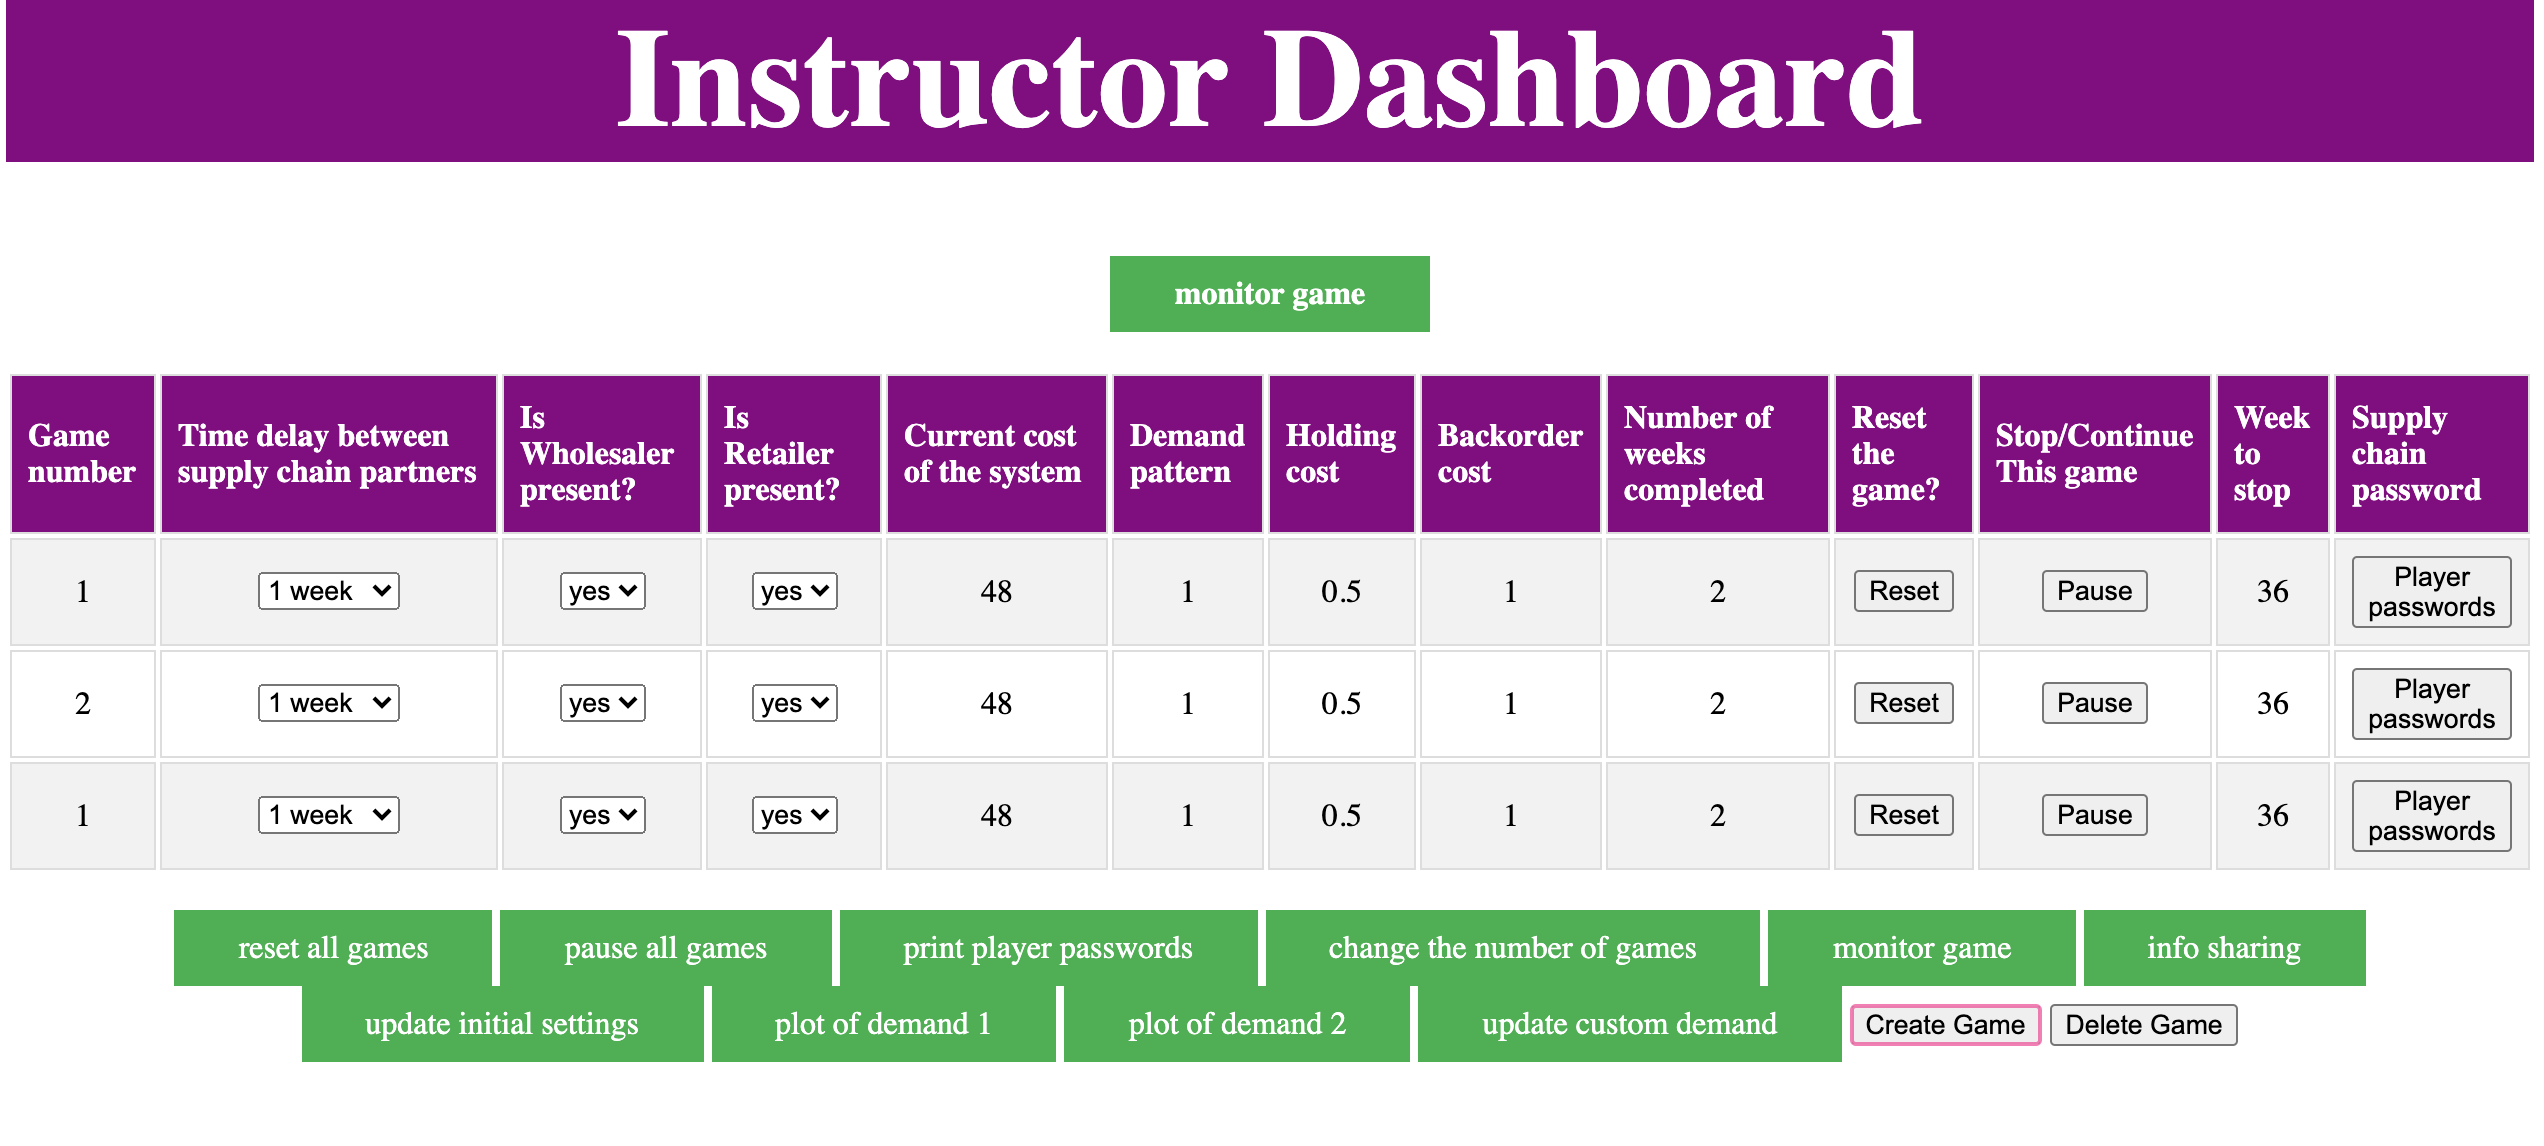 Instructor Dashboard
monitor game
Game number Time delay between supply chain partners Is Wholesaler present? Is Retailer present? Current cost of the system Demand pattern Holding cost Backorder cost Number of weeks completed Reset the game? Stop/Continue This game Week to stop Supply chain password
1 1 week yes yes 48 1 0.5 1 2 Reset Pause 36 Player passwords
2 1 week yes yes 48 1 0.5 1 2 Reset Pause 36 Player passwords
1 1 week yes yes 48 1 0.5 1 2 Reset Pause 36 Player passwords
reset all games pause all games print player passwords change the number of games monitor game info sharing
update initial settings plot of demand 1 plot of demand 2 update custom demand Create Game Delete Game